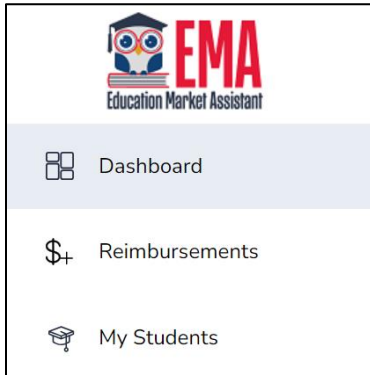 EMA
Education Market Assistant
Dashboard
$+ Reimbursements
My Students